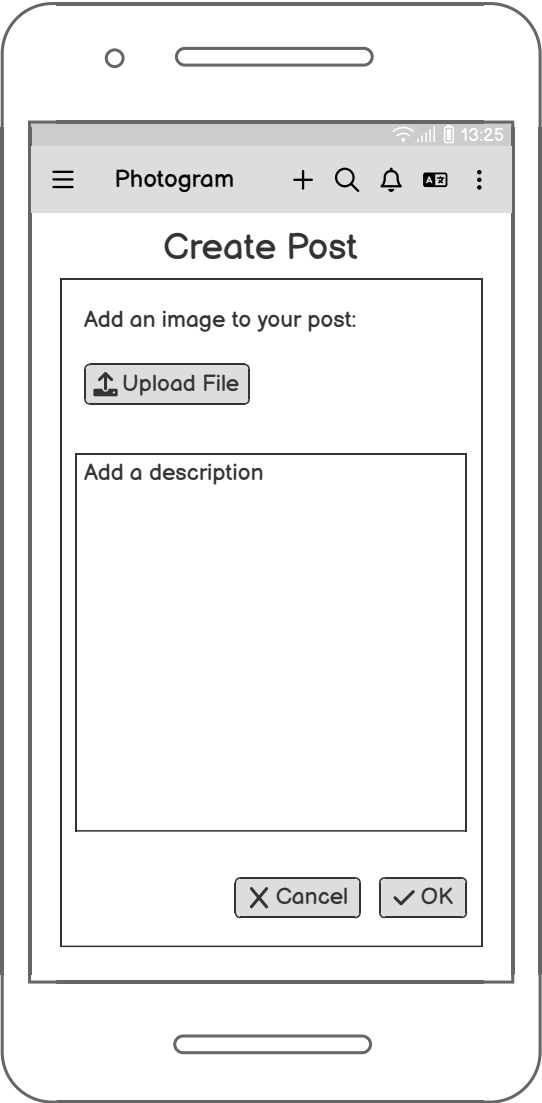 13:25
Photogram
Create Post
Add an image to your post:
Upload File
Add a description
Cancel
OK